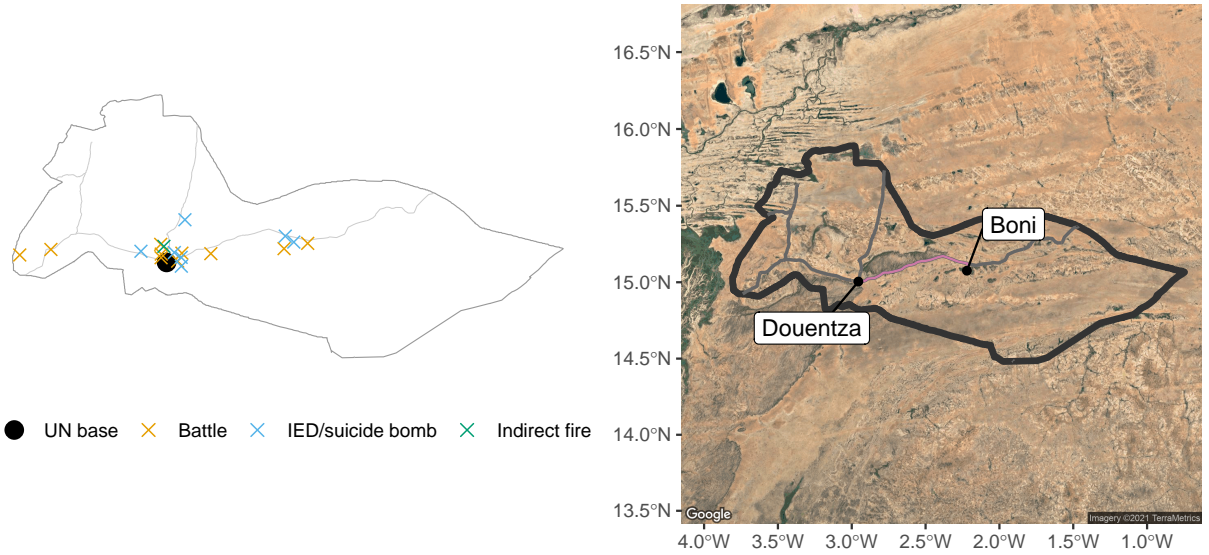 UN base
Battle
IED/suicide bomb
Indirect fire
16.5°N
16.0°N
15.5°N
15.0°N
14.5°N
14.0°N
13.5°N
Boni
Douentza
Google
Imagery ©2021 TerraMetrics
4.0°W
3.5°W
3.0°W
2.5°W
2.0°W
1.5°W
1.0°W